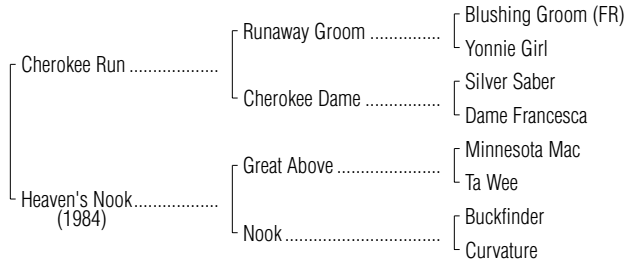 Blushing Groom (FR)
Runaway Groom ................
Yonnie Girl
Cherokee Run ...................
Silver Saber
Cherokee Dame ................
Dame Francesca
Minnesota Mac
Great Above ......................
Ta Wee
Heaven's Nook..................
(1984)
Buckfinder
Nook.................................
Curvature